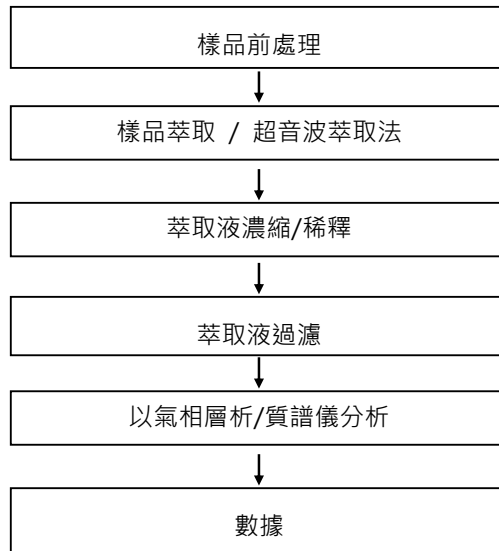 樣品前處理
樣品萃取 / 超音波萃取法
萃取液濃縮/稀釋
萃取液過濾
以氣相層析/質譜儀分析
數據